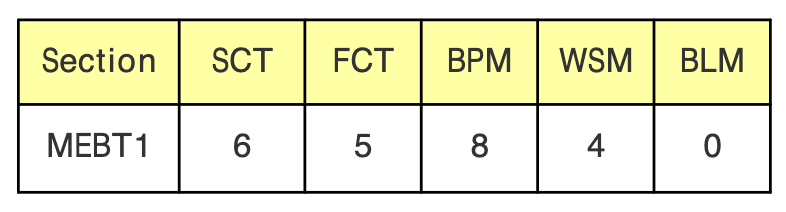 Section SCT FCT BPM WSM BLM
MEBT1 6 5 8 4 0